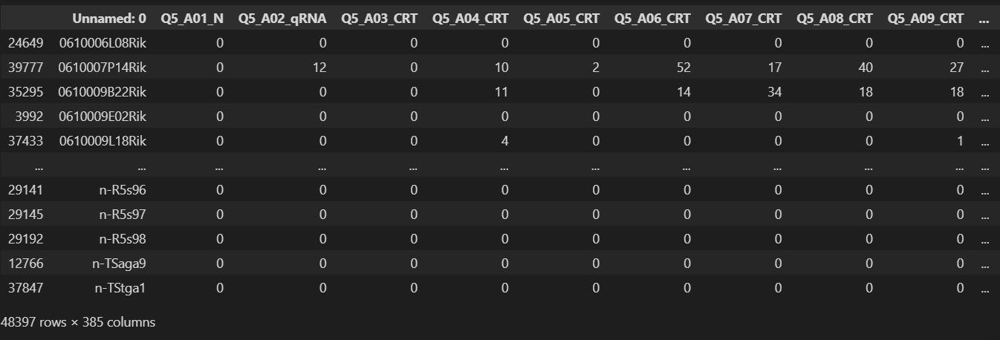 Unnamed: 0 Q5_A01_N Q5_A02_qRNA Q5_A03_CRT Q5_A04_CRT Q5_A05_CRT Q5_A06_CRT Q5_A07_CRT Q5_A08_CRT Q5_A09_CRT ...
24649 0610006L08Rik 0 0 0 0 0 0 0 0 0 ...
39777 0610007P14Rik 0 12 0 10 2 52 17 40 27 ...
35295 0610009B22Rik 0 0 0 11 0 14 34 18 18 ...
3992 0610009E02Rik 0 0 0 0 0 0 0 0 0 ...
37433 0610009L18Rik 0 0 0 4 0 0 0 0 1 ...
... ... ... ... ... ... ... ... ... ... ... ...
29141 n-R5s96 0 0 0 0 0 0 0 0 0 ...
29145 n-R5s97 0 0 0 0 0 0 0 0 0 ...
29192 n-R5s98 0 0 0 0 0 0 0 0 0 ...
12766 n-TSaga9 0 0 0 0 0 0 0 0 0 ...
37847 n-TStga1 0 0 0 0 0 0 0 0 0 ...
48397 rows × 385 columns